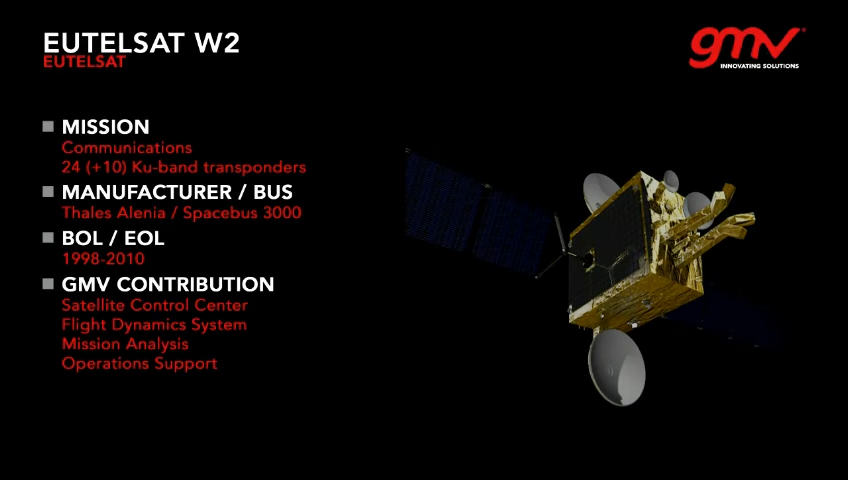 EUTELSAT W2
EUTELSAT
gmv
INNOVATING SOLUTIONS
MISSION
Communications
24 (+10) Ku-band transponders
MANUFACTURER / BUS
Thales Alenia / Spacebus 3000
BOL / EOL
1998-2010
GMV CONTRIBUTION
Satellite Control Center
Flight Dynamics System
Mission Analysis
Operations Support